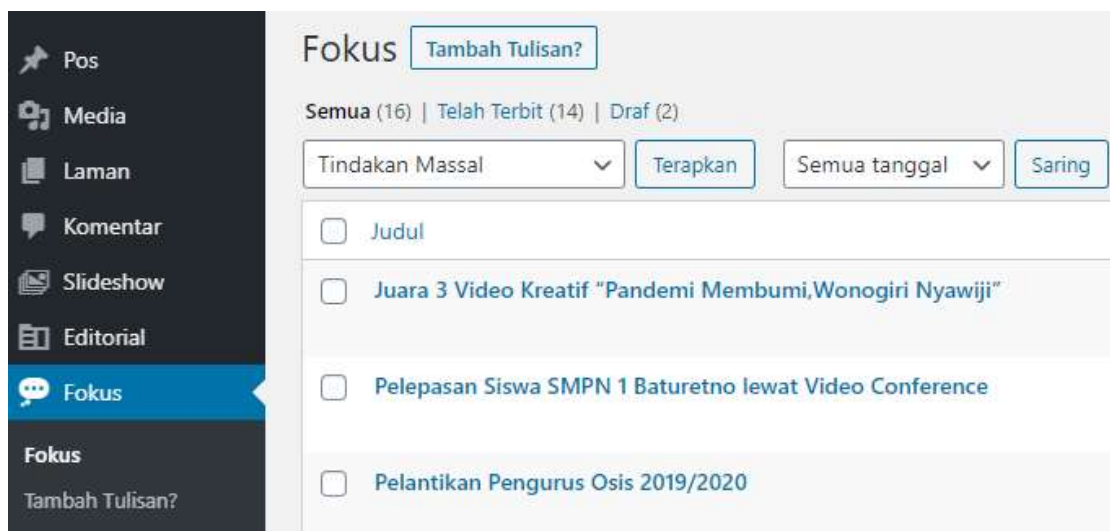 Pos
Media
Laman
Komentar
Slideshow
Editorial
Fokus
Fokus
Tambah Tulisan?
Fokus Tambah Tulisan?
Semua (16) | Telah Terbit (14) | Draf (2)
Tindakan Massal Terapkan Semua tanggal Saring
Judul
Juara 3 Video Kreatif “Pandemi Membumi,Wonogiri Nyawiji”
Pelepasan Siswa SMPN 1 Baturetno lewat Video Conference
Pelantikan Pengurus Osis 2019/2020